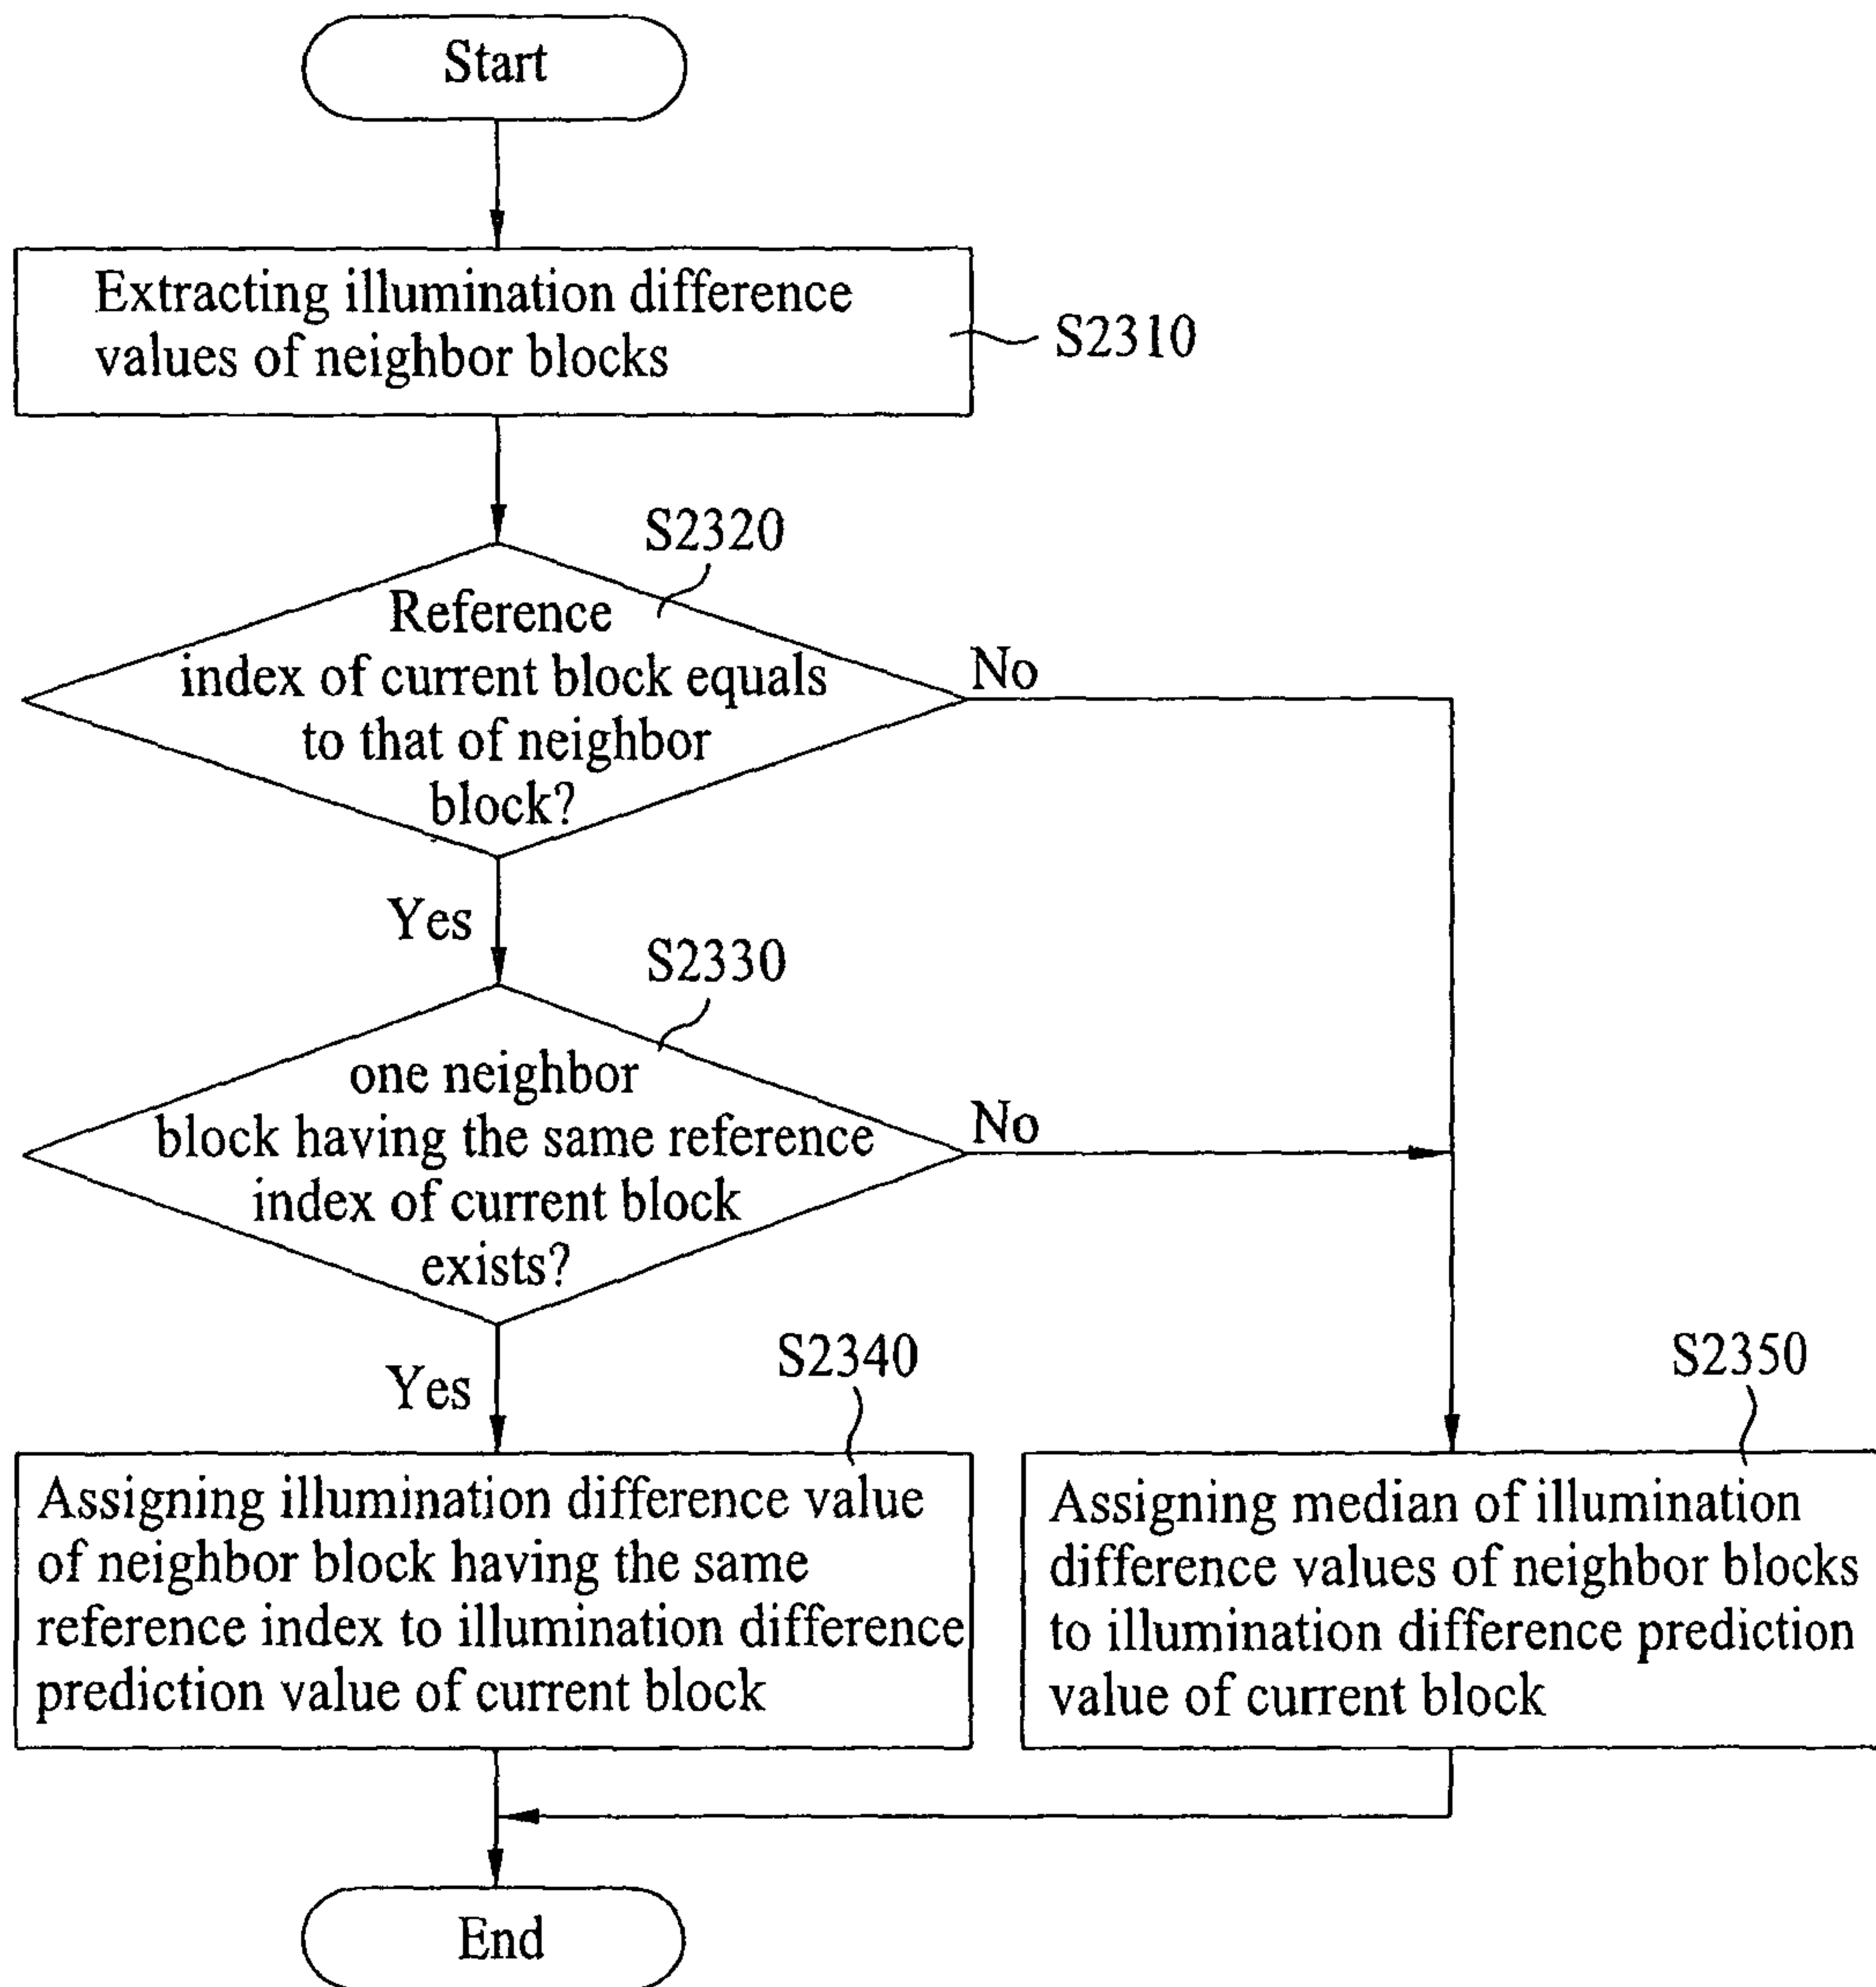 Start
Extracting illumination difference
values of neighbor blocks
S2310
S2320
Reference
index of current block equals
to that of neighbor
block?
No
Yes
S2330
one neighbor
block having the same reference
index of current block
exists?
No
Yes
S2340
Assigning illumination difference value
of neighbor block having the same
reference index to illumination difference
prediction value of current block
S2350
Assigning median of illumination
difference values of neighbor blocks
to illumination difference prediction
value of current block
End